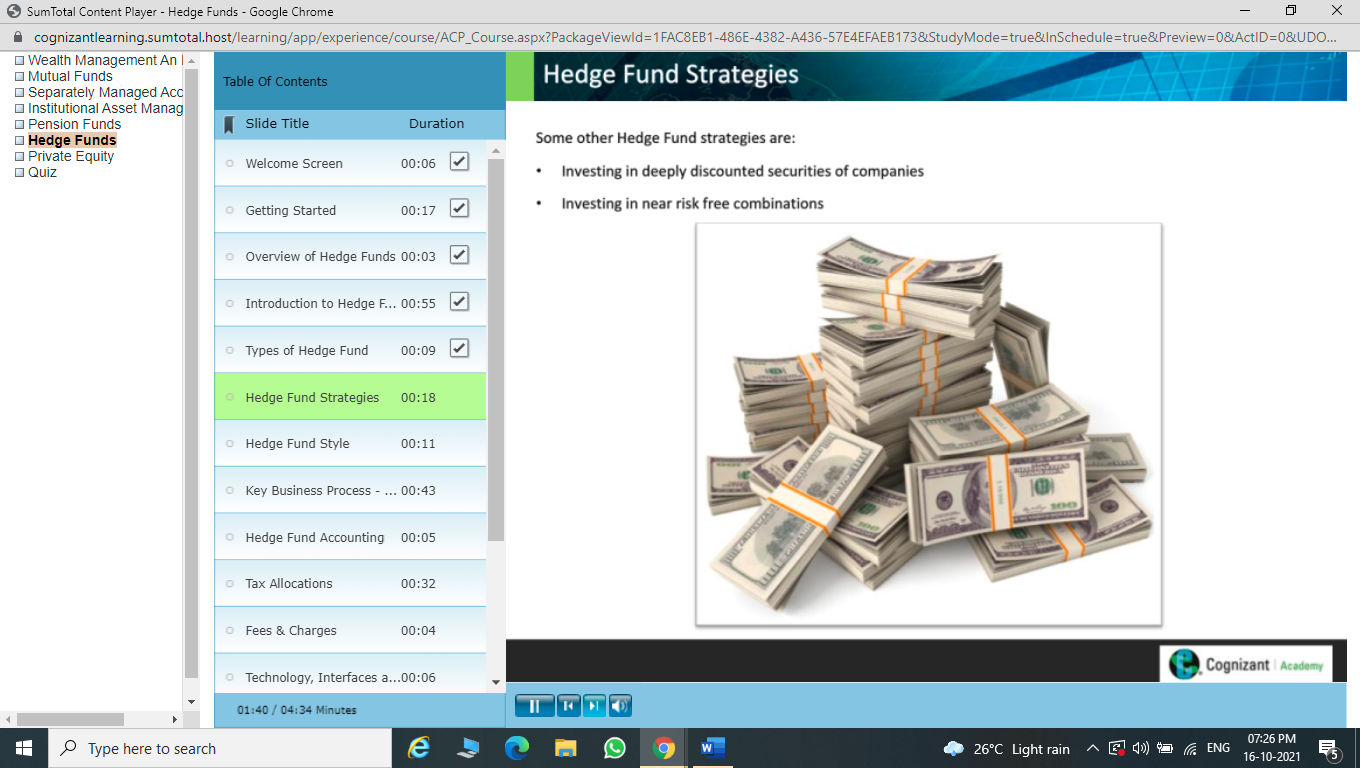 SumTotal Content Player - Hedge Funds - Google Chrome
cognizantlearning.sumtotal.host/learning/app/experience/course/ACP_Course.aspx?PackageViewId=1FAC8EB1-486E-4382-A436-57E4EFAEB173&StudyMode=true&InSchedule=true&Preview=0&ActID=0&UDO...
Wealth Management An
Mutual Funds
Separately Managed Acc
Institutional Asset Manag
Pension Funds
Hedge Funds
Private Equity
Quiz
Table Of Contents
Slide Title Duration
Welcome Screen 00:06
Getting Started 00:17
Overview of Hedge Funds 00:03
Introduction to Hedge F... 00:55
Types of Hedge Fund 00:09
Hedge Fund Strategies 00:18
Hedge Fund Style 00:11
Key Business Process - ... 00:43
Hedge Fund Accounting 00:05
Tax Allocations 00:32
Fees & Charges 00:04
Technology, Interfaces a... 00:06
01:40 / 04:34 Minutes
Hedge Fund Strategies
Some other Hedge Fund strategies are:
• Investing in deeply discounted securities of companies
• Investing in near risk free combinations
100
100
100
Cognizant | Academy
Type here to search
26°C Light rain
ENG
07:26 PM
16-10-2021
5